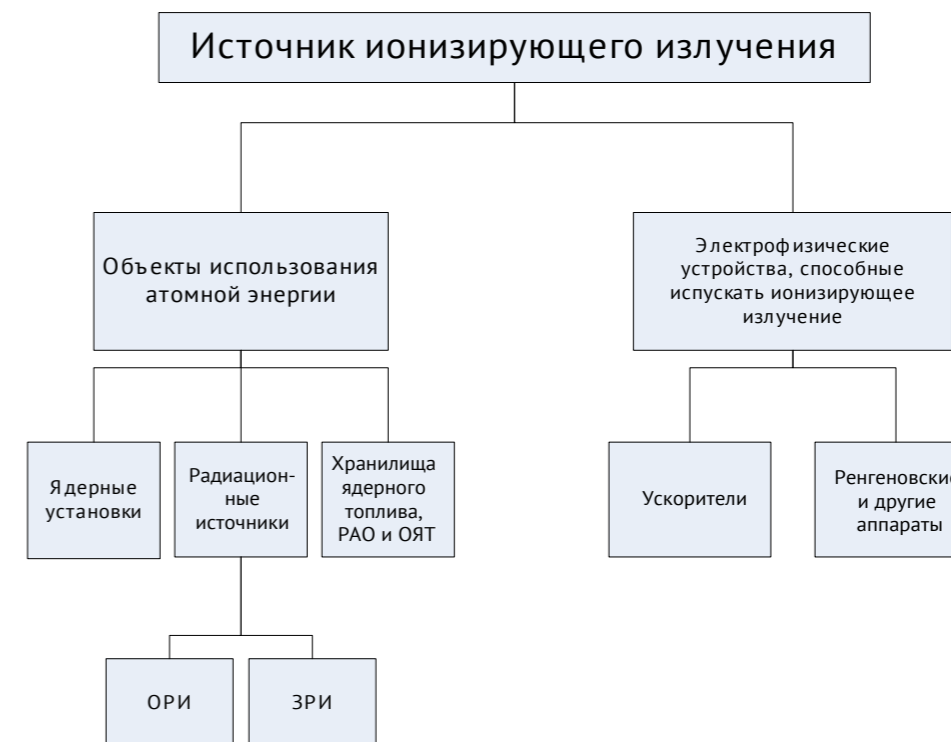 Источник ионизирующего излучения
Объекты использования
атомной энергии
Электрофизические
устройства, способные
испускать ионизирующее
излучение
Ядерные
установки
Радиацион-
ные
источники
Хранилища
ядерного
топлива,
РАО и ОЯТ
Ускорители
Ренгеновские
и другие
аппараты
ОРИ
ЗРИ